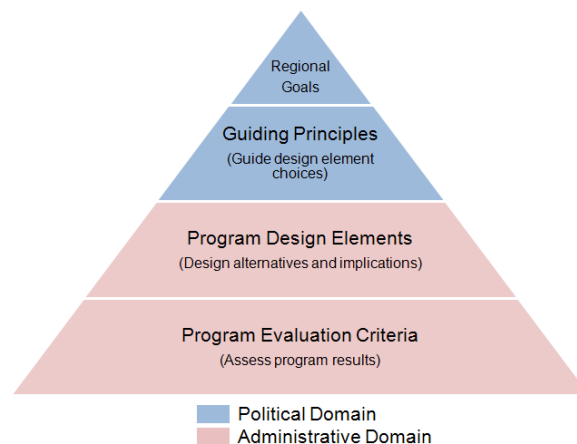 Regional
Goals
Guiding Principles
(Guide design element
choices)
Program Design Elements
(Design alternatives and implications)
Program Evaluation Criteria
(Assess program results)
Political Domain
Administrative Domain